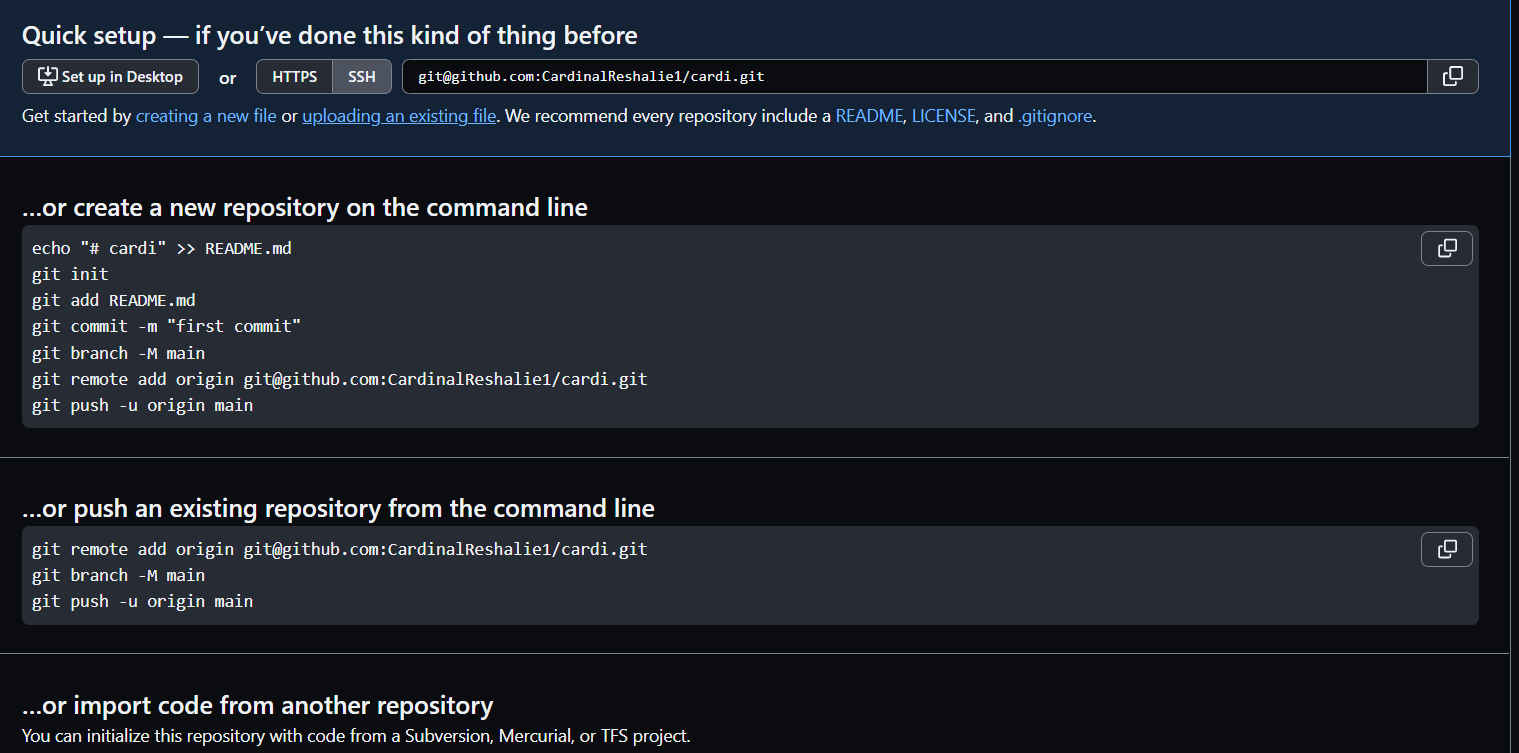 Quick setup — if you’ve done this kind of thing before
Set up in Desktop or HTTPS SSH git@github.com:CardinalReshalie1/cardi.git
Get started by creating a new file or uploading an existing file. We recommend every repository include a README, LICENSE, and .gitignore.
…or create a new repository on the command line
echo "# cardi" >> README.md
git init
git add README.md
git commit -m "first commit"
git branch -M main
git remote add origin git@github.com:CardinalReshalie1/cardi.git
git push -u origin main
…or push an existing repository from the command line
git remote add origin git@github.com:CardinalReshalie1/cardi.git
git branch -M main
git push -u origin main
…or import code from another repository
You can initialize this repository with code from a Subversion, Mercurial, or TFS project.